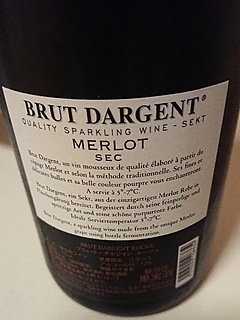 BRUT DARGENT®
QUALITY SPARKLING WINE - SEKT
MERLOT
SEC
Brut Dargent, un vin mousseux de qualité élaboré à partir du
cépage Merlot et selon la méthode traditionnelle. Ses fines et
délicates bulles et sa belle couleur pourpre vous enchanteront.
A servir à 5°-7°C.
Brut Dargent, ein Sekt, aus der einzigartigen Merlot Rebe in
Flaschengärung bereitet. Begeistert durch seine feinperlige und
spritzige Art und seine schöne purpurrote Farbe.
Ideale Serviertemperatur 5°-7°C.
Brut Dargent, a sparkling wine made from the unique Merlot
grape using bottle fermentation.
BRUT DARGENT ROUGE
果実酒